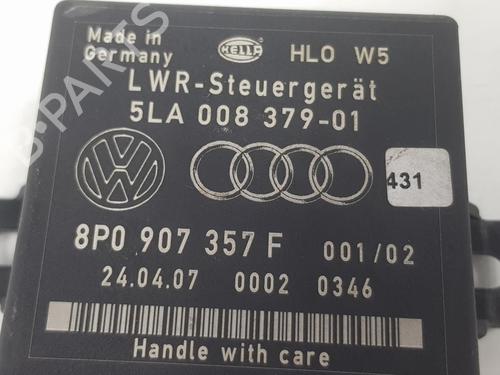 Made in
Germany
HELLA
HLO W5
LWR-Steuergerät
5LA 008 379-01
431
8P0 907 357 F 001/02
24.04.07 0002 0346
Handle with care
B-PARTS